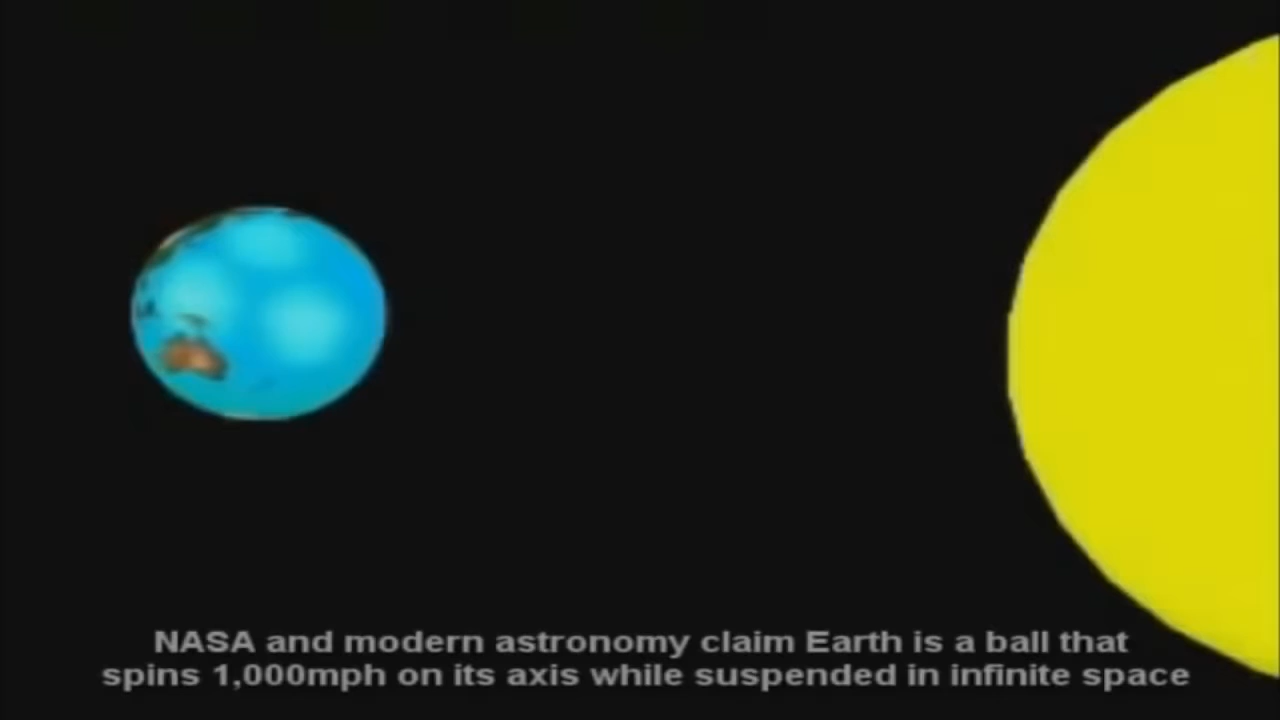 NASA and modern astronomy claim Earth is a ball that
spins 1,000mph on its axis while suspended in infinite space